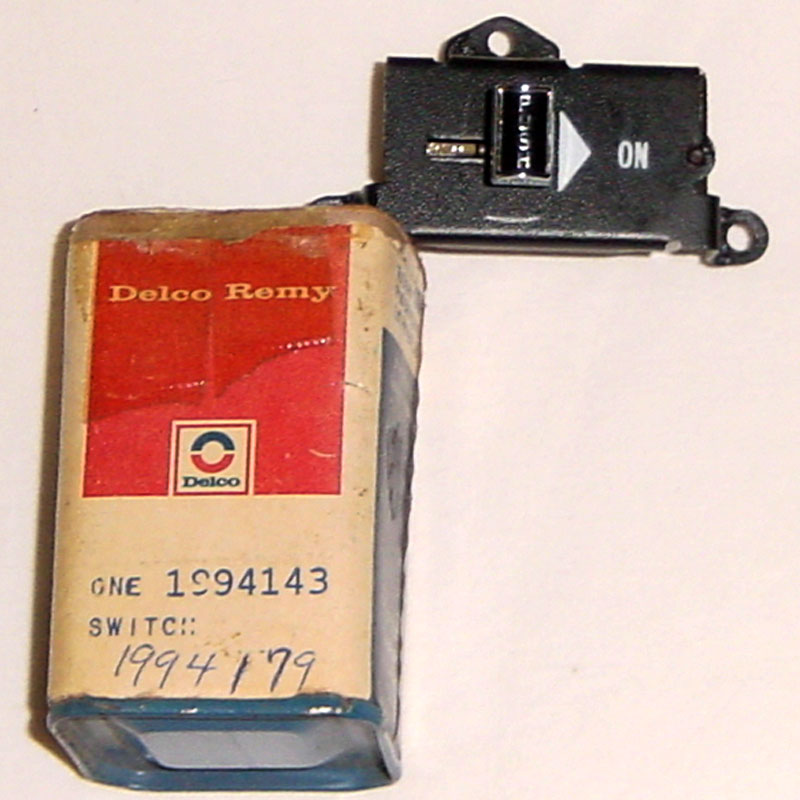 ON
Delco Remy
Delco
ONE 1994143
SWITCH
1994179